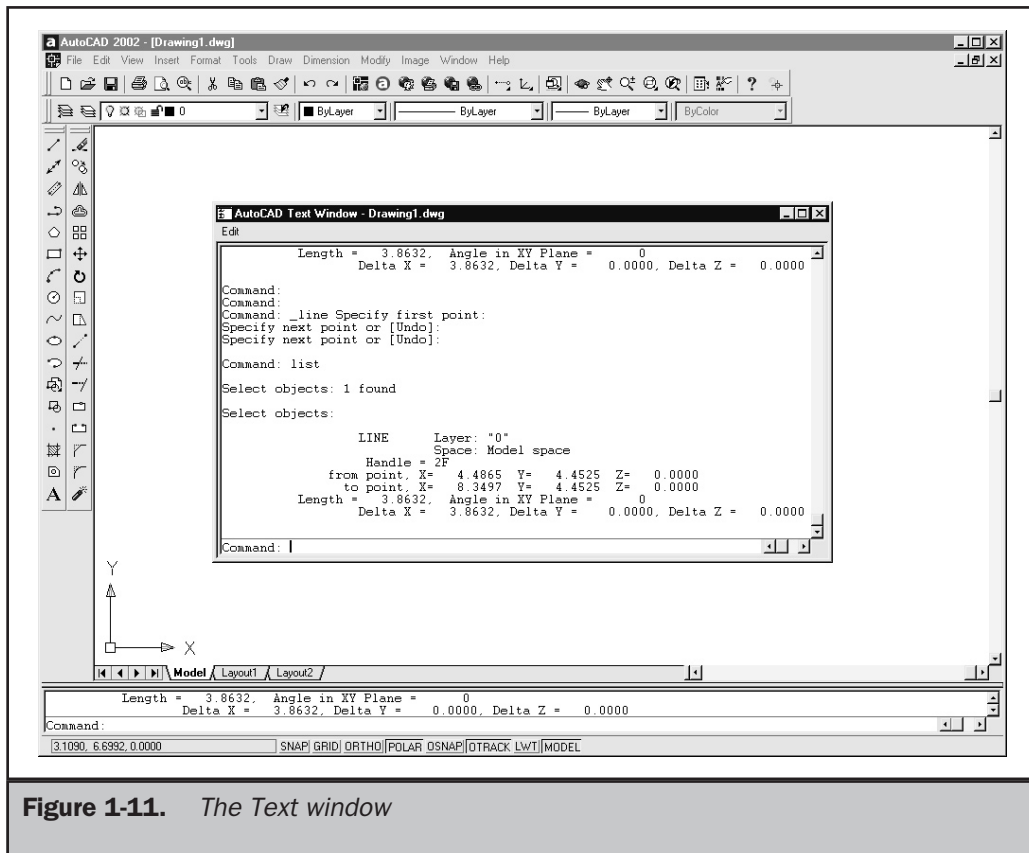 AutoCAD 2002 - [Drawing1.dwg]
File Edit View Insert Format Tools Draw Dimension Modify Image Window Help
0 ByLayer ByLayer ByLayer ByColor
AutoCAD Text Window - Drawing1.dwg
Edit
Length = 3.8632, Angle in XY Plane = 0
Delta X = 3.8632, Delta Y = 0.0000, Delta Z = 0.0000
Command:
Command:
Command: _line Specify first point:
Specify next point or [Undo]:
Specify next point or [Undo]:
Command: list
Select objects: 1 found
Select objects:
LINE Layer: "0"
Space: Model space
Handle = 2F
from point, X= 4.4865 Y= 4.4525 Z= 0.0000
to point, X= 8.3497 Y= 4.4525 Z= 0.0000
Length = 3.8632, Angle in XY Plane = 0
Delta X = 3.8632, Delta Y = 0.0000, Delta Z = 0.0000
Command:
Y
X
Model Layout1 Layout2
Length = 3.8632, Angle in XY Plane = 0
Delta X = 3.8632, Delta Y = 0.0000, Delta Z = 0.0000
Command:
3.1090, 6.6992, 0.0000 SNAP GRID ORTHO POLAR OSNAP OTRACK LWT MODEL
Figure 1-11. The Text window